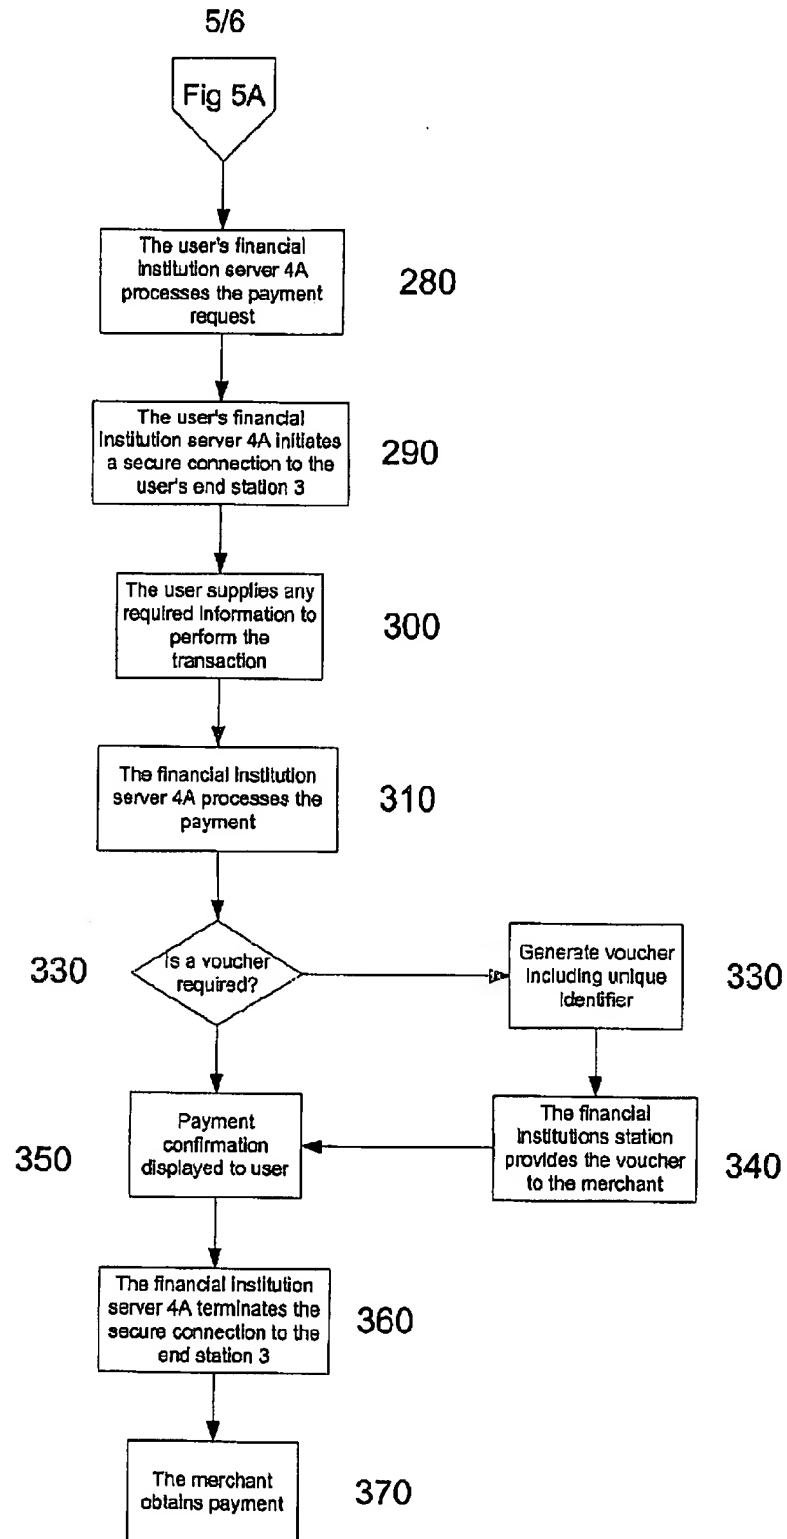 5/6
Fig 5A
The user's financial
institution server 4A
processes the payment
request
280
The user's financial
institution server 4A initiates
a secure connection to the
user's end station 3
290
The user supplies any
required information to
perform the
transaction
300
The financial institution
server 4A processes the
payment
310
330
Is a voucher
required?
Generate voucher
including unique
identifier
330
350
Payment
confirmation
displayed to user
The financial
institutions station
provides the voucher
to the merchant
340
The financial institution
server 4A terminates the
secure connection to the
end station 3
360
The merchant
obtains payment
370